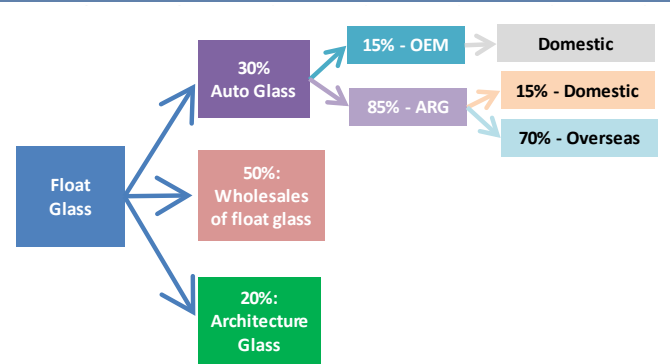 Float
Glass
30%
Auto Glass
15% - OEM
Domestic
85% - ARG
15% - Domestic
70% - Overseas
50%:
Wholesales
of float glass
20%:
Architecture
Glass